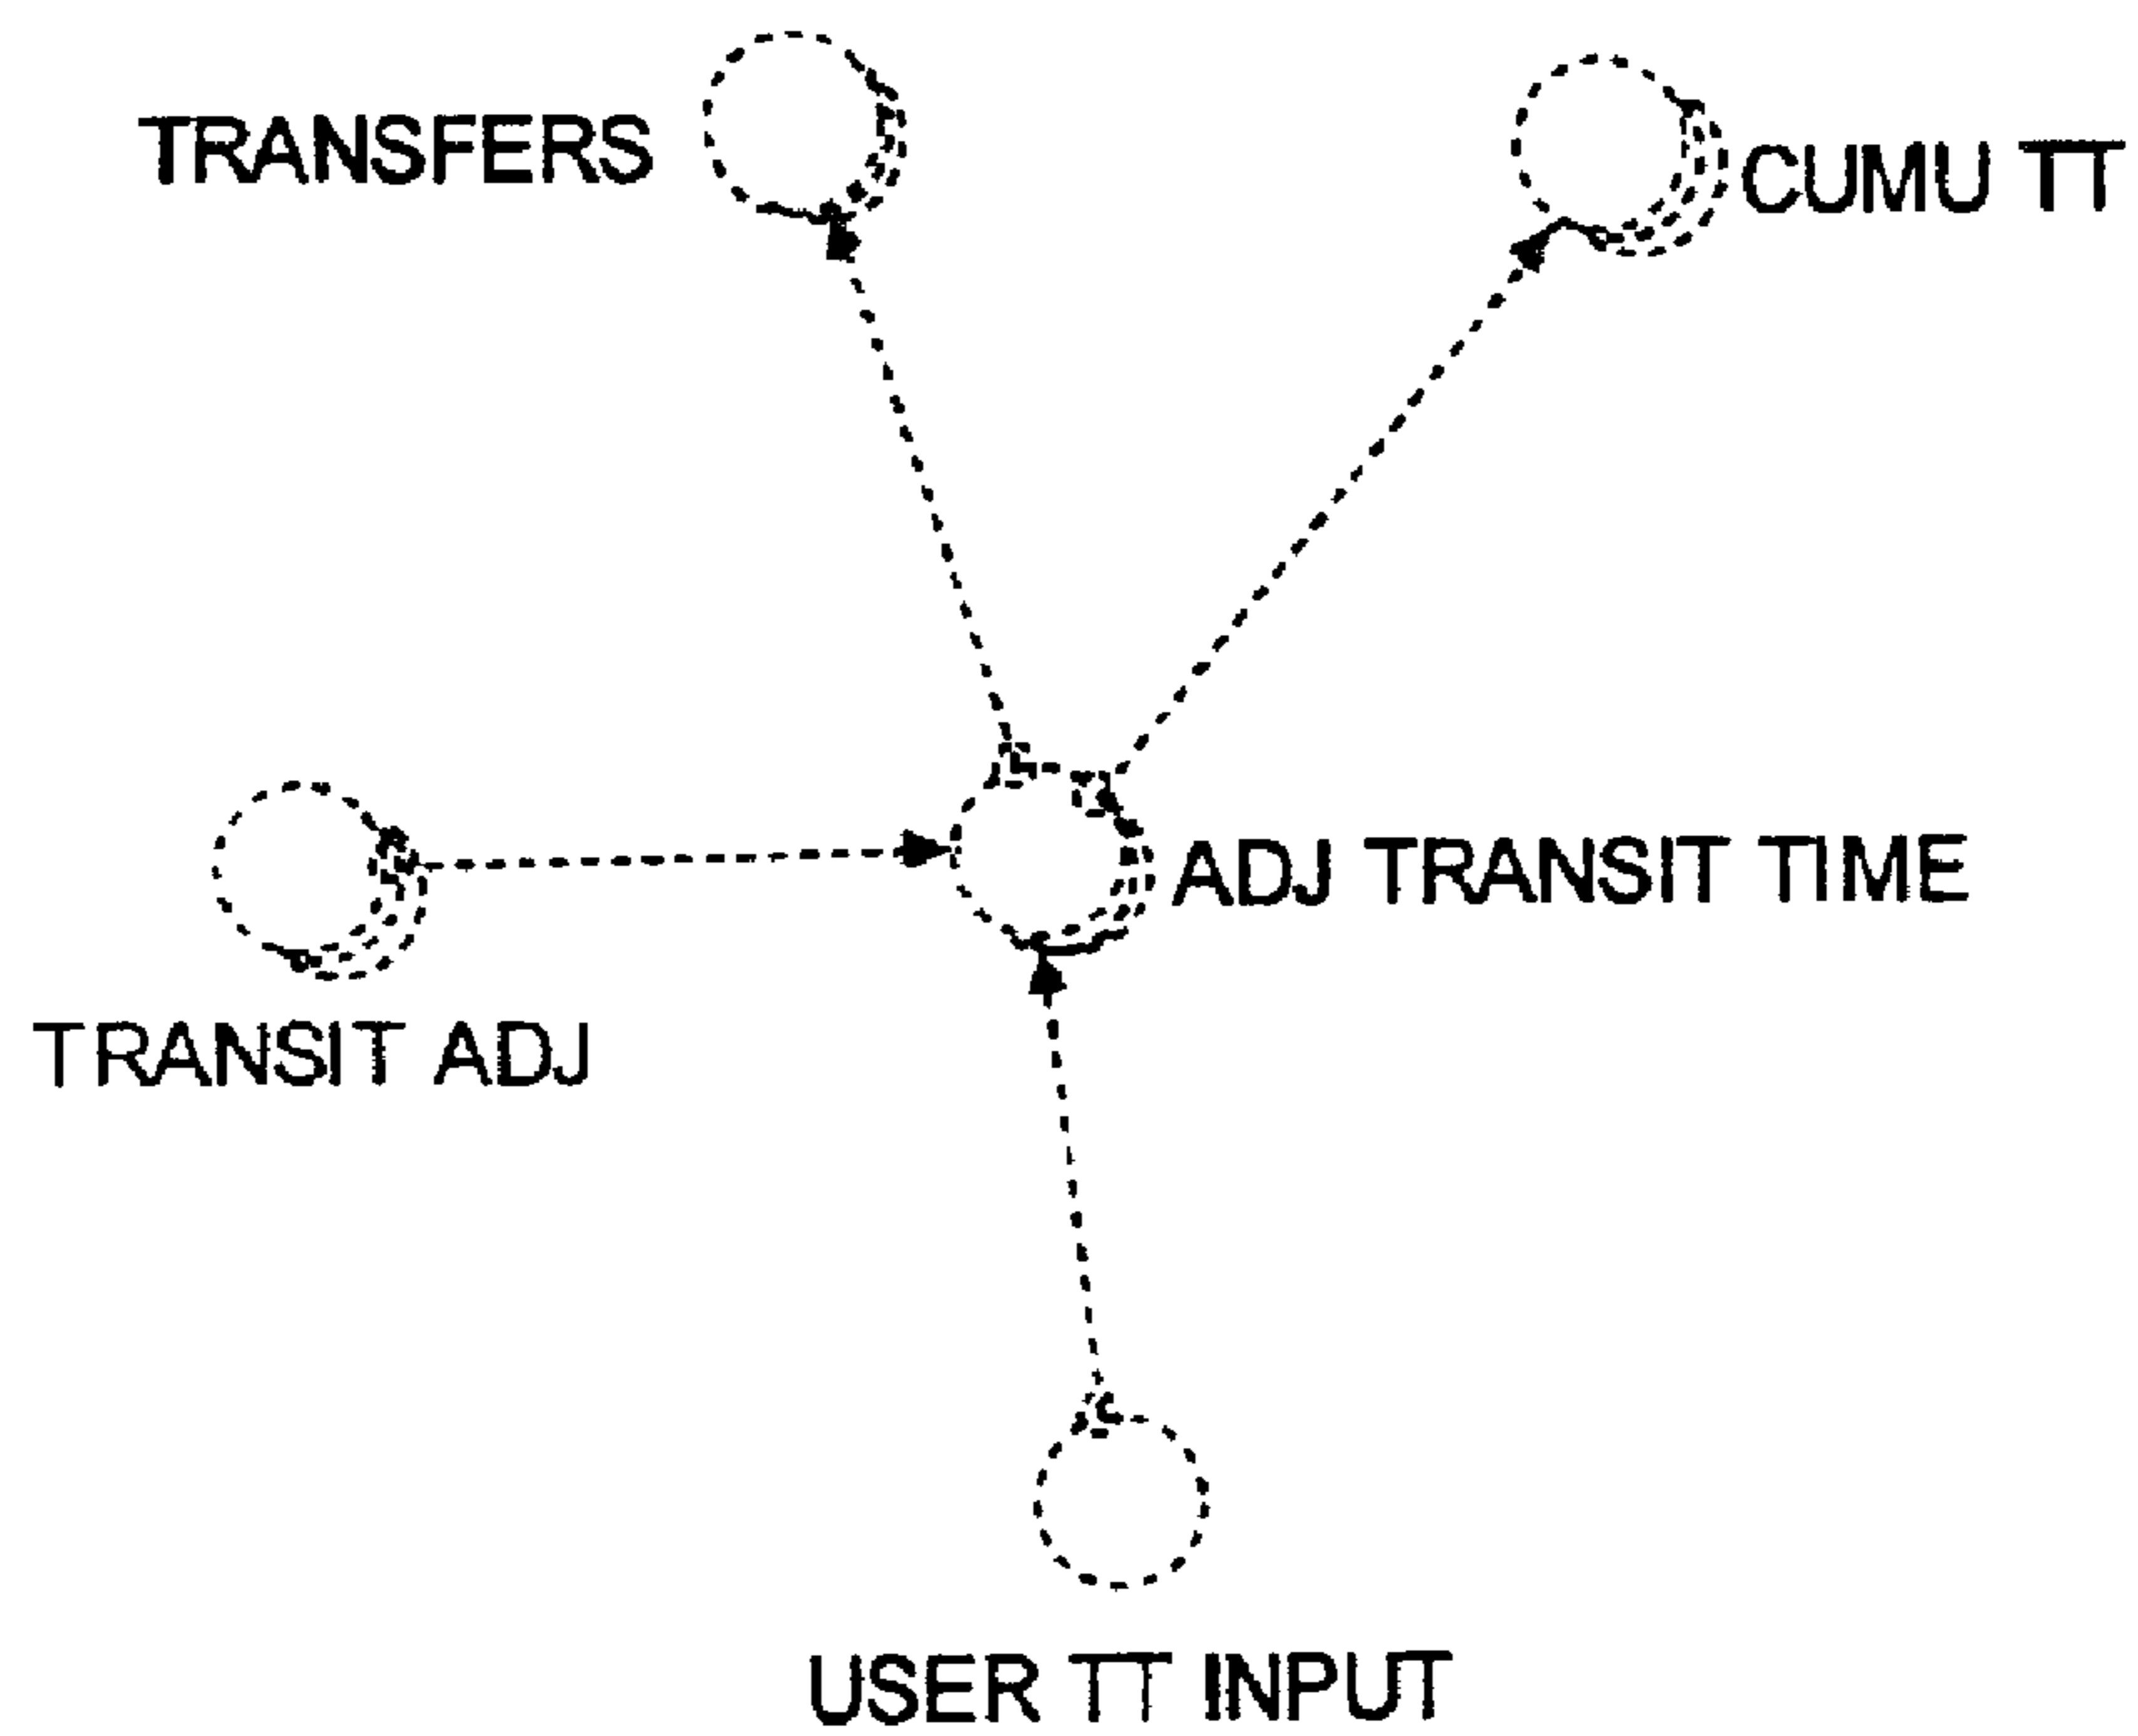 TRANSFERS
CUMU TT
ADJ TRANSIT TIME
TRANSIT ADJ
USER TT INPUT